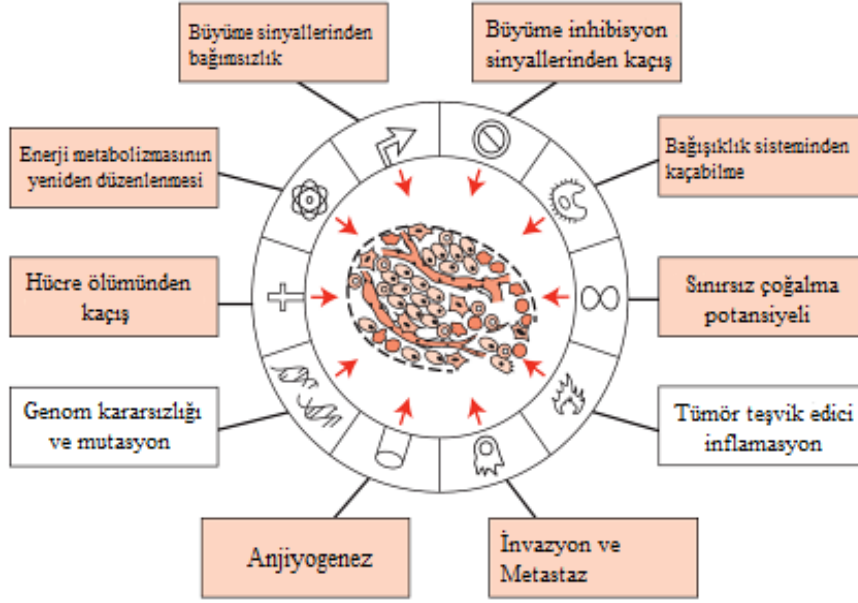 Büyüme sinyallerinden
bağımsızlık
Büyüme inhibisyon
sinyallerinden kaçış
Enerji metabolizmasının
yeniden düzenlenmesi
Bağışıklık sisteminden
kaçabilme
Hücre ölümünden
kaçış
Sınırsız çoğalma
potansiyeli
Genom kararsızlığı
ve mutasyon
Tümör teşvik edici
inflamasyon
Anjiyogenez
İnvazyon ve
Metastaz